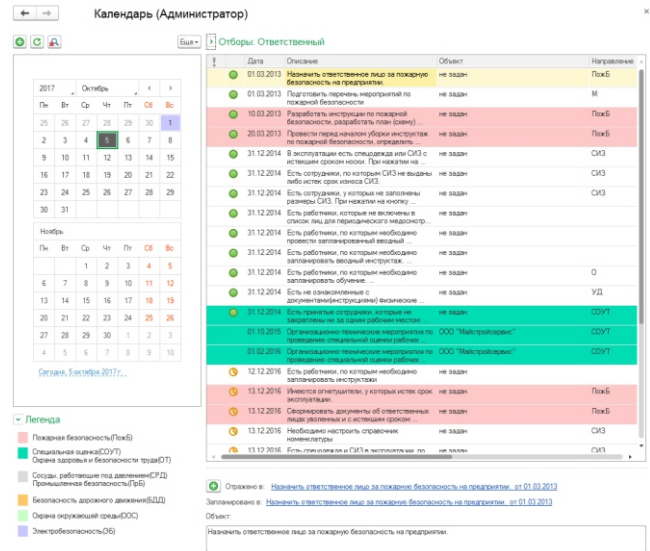 Календарь (Администратор)
Еще
Отборы: Ответственный
2017 Октябрь
Пн Вт Ср Чт Пт Сб Вс
25 26 27 28 29 30 1
2 3 4 5 6 7 8
9 10 11 12 13 14 15
16 17 18 19 20 21 22
23 24 25 26 27 28 29
30 31
Ноябрь
Пн Вт Ср Чт Пт Сб Вс
1 2 3 4 5
6 7 8 9 10 11 12
13 14 15 16 17 18 19
20 21 22 23 24 25 26
27 28 29 30 1 2 3
4 5 6 7 8 9 10
Сегодня, 5 октября 2017 г.
Легенда
Пожарная безопасность(ПожБ)
Специальная оценка(СОУТ)
Охрана здоровья и безопасности труда(ОТ)
Сосуды, работающие под давлением(СРД)
Промышленная безопасность(ПрБ)
Безопасность дорожного движения(БДД)
Охрана окружающей среды(ООС)
Электробезопасность(ЭБ)
Дата Описание Объект Направление
01.03.2013 Назначить ответственное лицо за пожарную не задан ПожБ
безопасность на предприятии.
01.03.2013 Подготовить перечень мероприятий по не задан М
пожарной безопасности
10.03.2013 Разработать инструкции по пожарной не задан ПожБ
безопасности, разработать план (схему) ...
20.03.2013 Провести перед началом уборки инструктаж не задан ПожБ
по пожарной безопасности, определить ...
31.12.2014 В эксплуатации есть спецодежда или СИЗ с не задан СИЗ
истекшим сроком носки. При нажатии на ...
31.12.2014 Есть сотрудники, по которым СИЗ не выданы не задан СИЗ
либо истек срок износа СИЗ.
31.12.2014 Есть сотрудники, у которых не заполнены не задан СИЗ
размеры СИЗ. При нажатии на кнопку ...
31.12.2014 Есть работники, которые не включены в не задан
список лиц для периодического медосмотр...
31.12.2014 Есть работники, по которым необходимо не задан
провести запланированный вводный ...
31.12.2014 Есть работники, по которым необходимо не задан
запланировать вводный инструктаж. ...
31.12.2014 Есть работники, по которым необходимо не задан О
запланировать обучение. ...
31.12.2014 Есть не ознакомленные с не задан УД
документами(инструкциями) физические ...
31.12.2014 Есть принятые сотрудники, которые не не задан СОУТ
закреплены ни за одним рабочим местом. ...
01.10.2015 Организационно-технические мероприятия по ООО "Майстройсервис" СОУТ
проведению специальной оценки рабочих ...
01.02.2016 Организационно-технические мероприятия по ООО "Майстройсервис" СОУТ
проведению специальной оценки рабочих ...
12.12.2016 Есть работники, по которым необходимо не задан
запланировать инструктажи
13.12.2016 Имеются огнетушители, у которых истек срок не задан ПожБ
эксплуатации.
13.12.2016 Сформировать документы об ответственных не задан ПожБ
лицах уволенных и с истекшим сроком ...
13.12.2016 Необходимо настроить справочник не задан СИЗ
номенклатуры
13.12.2016 Есть спецодежда и СИЗ в эксплуатации, по не задан СИЗ
Отражено в: Назначить ответственное лицо за пожарную безопасность на предприятии. от 01.03.2013
Запланировано в: Назначить ответственное лицо за пожарную безопасность на предприятии. от 01.03.2013
Объект:
Назначить ответственное лицо за пожарную безопасность на предприятии.